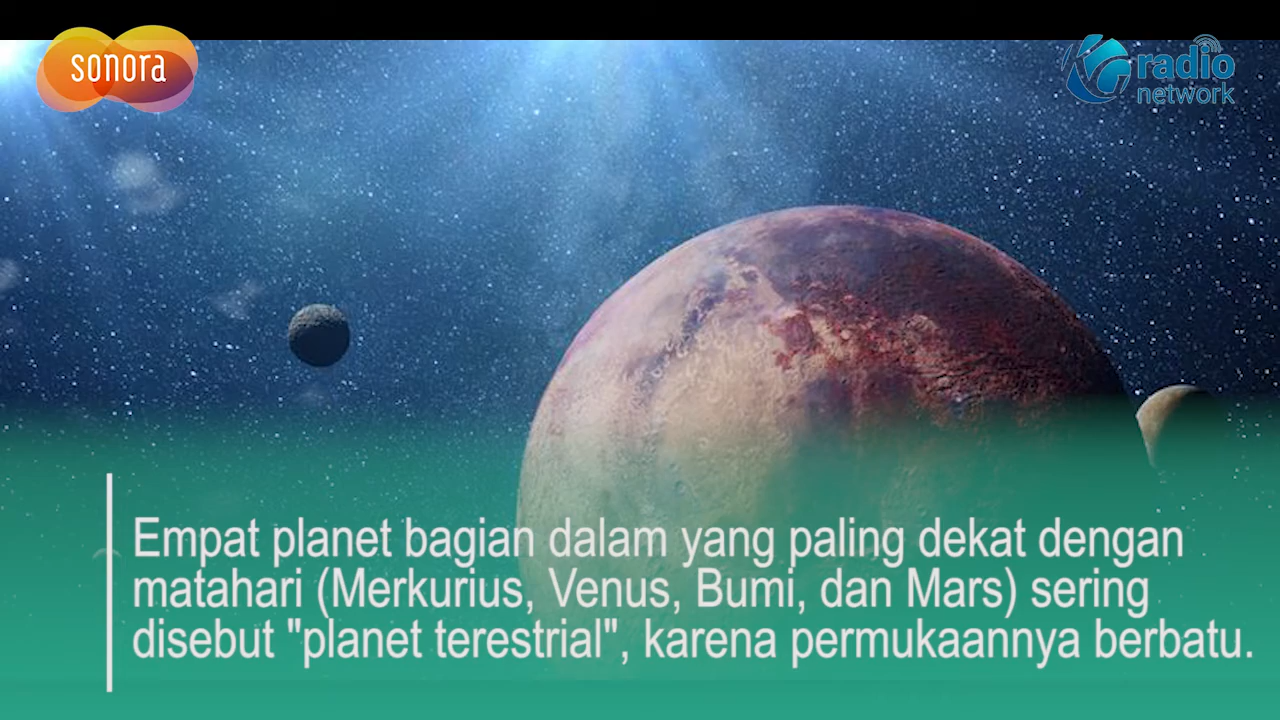 sonora
radio
network
Empat planet bagian dalam yang paling dekat dengan
matahari (Merkurius, Venus, Bumi, dan Mars) sering
disebut "planet terestrial", karena permukaannya berbatu.